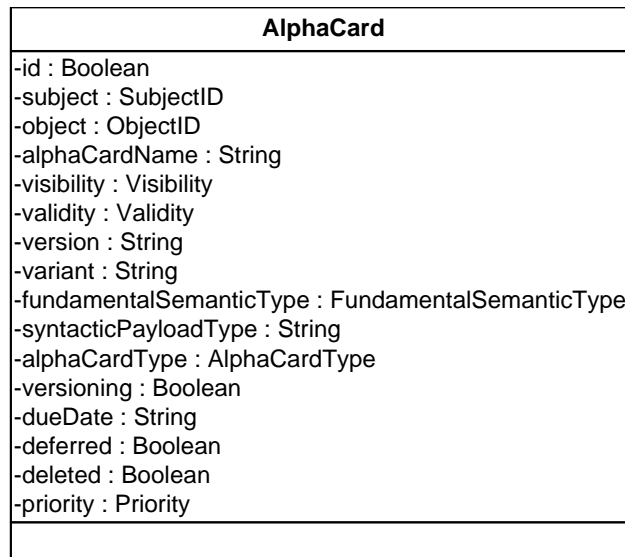 AlphaCard
-id : Boolean
-subject : SubjectID
-object : ObjectID
-alphaCardName : String
-visibility : Visibility
-validity : Validity
-version : String
-variant : String
-fundamentalSemanticType : FundamentalSemanticType
-syntacticPayloadType : String
-alphaCardType : AlphaCardType
-versioning : Boolean
-dueDate : String
-deferred : Boolean
-deleted : Boolean
-priority : Priority